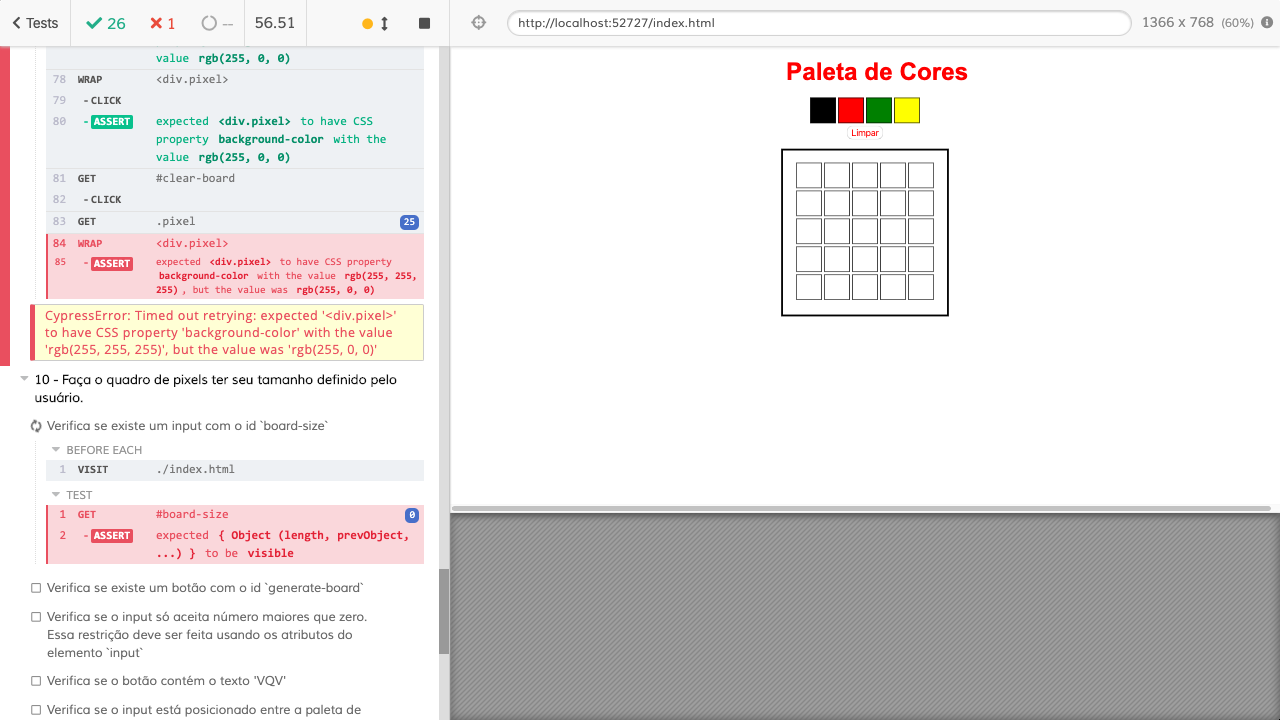 Tests 26 1 -- 56.51
http://localhost:52727/index.html 1366 x 768 (60%)
value rgb(255, 0, 0)
78 WRAP <div.pixel>
79 - CLICK
80 - ASSERT expected <div.pixel> to have CSS
property background-color with the
value rgb(255, 0, 0)
81 GET #clear-board
82 - CLICK
83 GET .pixel 25
84 WRAP <div.pixel>
85 - ASSERT expected <div.pixel> to have CSS property
background-color with the value rgb(255, 255,
255), but the value was rgb(255, 0, 0)
CypressError: Timed out retrying: expected '<div.pixel>'
to have CSS property 'background-color' with the value
'rgb(255, 255, 255)', but the value was 'rgb(255, 0, 0)'
10 - Faça o quadro de pixels ter seu tamanho definido pelo
usuário.
Verifica se existe um input com o id `board-size`
BEFORE EACH
1 VISIT ./index.html
TEST
1 GET #board-size 0
2 - ASSERT expected { Object (length, prevObject,
...) } to be visible
Verifica se existe um botão com o id `generate-board`
Verifica se o input só aceita número maiores que zero.
Essa restrição deve ser feita usando os atributos do
elemento `input`
Verifica se o botão contém o texto 'VQV'
Verifica se o input está posicionado entre a paleta de
Paleta de Cores
Limpar